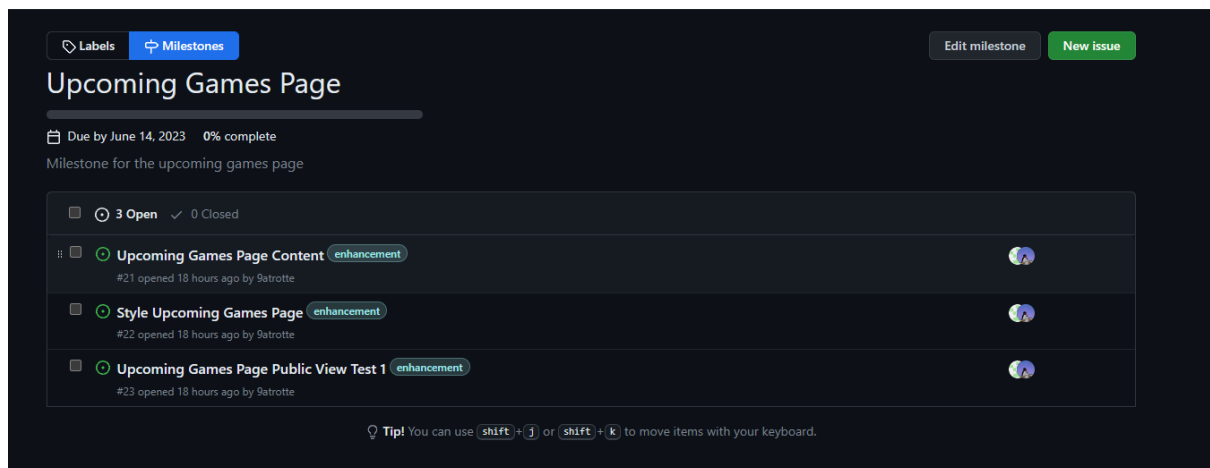 Labels Milestones Edit milestone New issue
Upcoming Games Page
Due by June 14, 2023 0% complete
Milestone for the upcoming games page
3 Open 0 Closed
Upcoming Games Page Content enhancement
#21 opened 18 hours ago by 9atrotte
Style Upcoming Games Page enhancement
#22 opened 18 hours ago by 9atrotte
Upcoming Games Page Public View Test 1 enhancement
#23 opened 18 hours ago by 9atrotte
Tip! You can use shift+j or shift+k to move items with your keyboard.